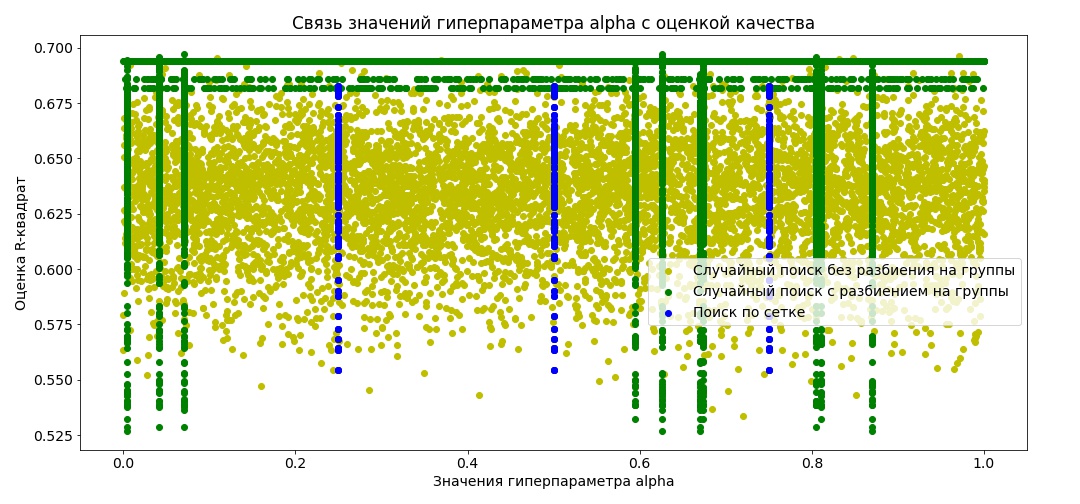 Связь значений гиперпараметра alpha с оценкой качества
0.700
0.675
0.650
0.625
0.600
0.575
0.550
0.525
Оценка R-квадрат
Случайный поиск без разбиения на группы
Случайный поиск с разбиением на группы
Поиск по сетке
0.0 0.2 0.4 0.6 0.8 1.0
Значения гиперпараметра alpha